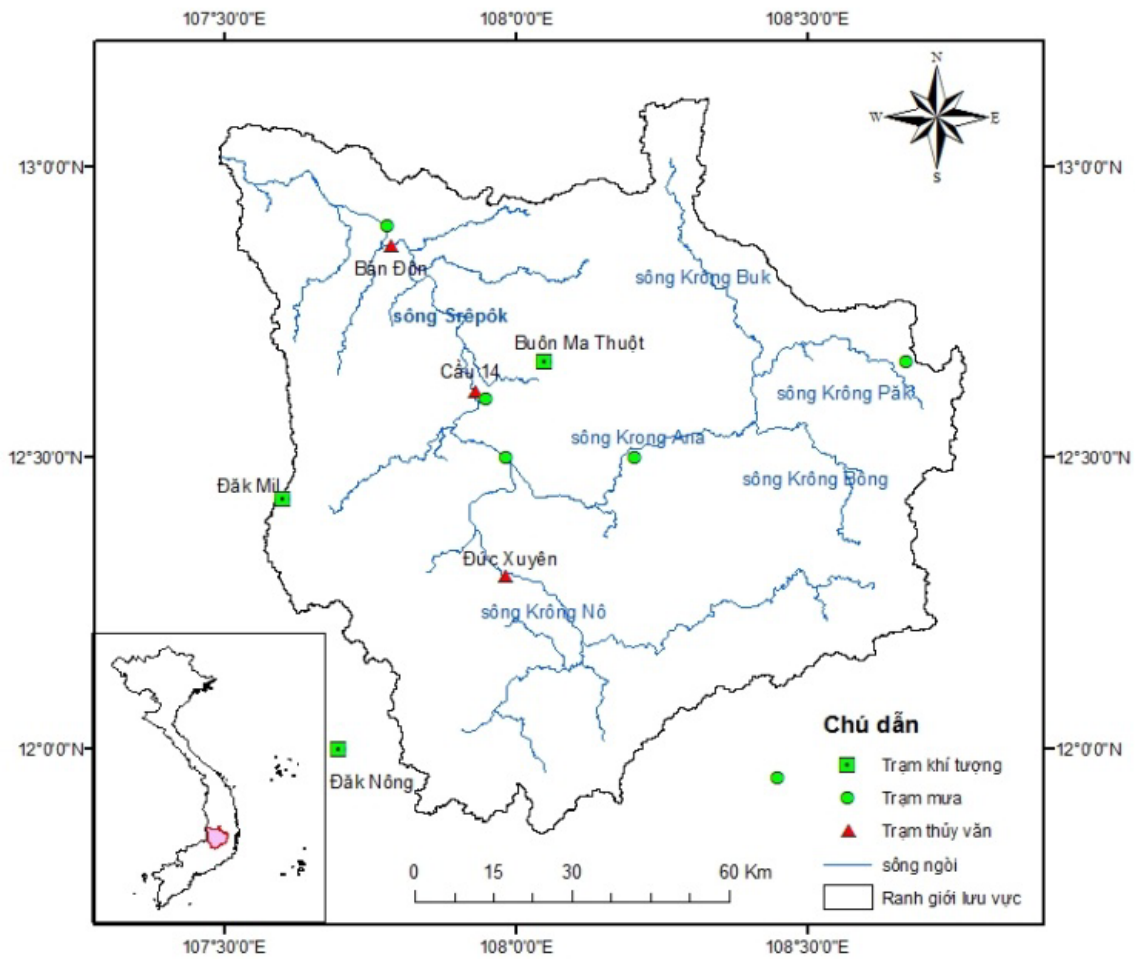 107°30'0"E 108°0'0"E 108°30'0"E
N
W E
S
13°0'0"N 13°0'0"N
Bản Đôn
sông Krông Buk
sông Srêpôk
Buôn Ma Thuột
Cầu 14
sông Krông Păk
sông Krong Ana
12°30'0"N 12°30'0"N
sông Krông Bông
Đăk Mil
Đức Xuyên
sông Krông Nô
Chú dẫn
12°0'0"N 12°0'0"N
Trạm khí tượng
Đăk Nông
Trạm mưa
Trạm thủy văn
sông ngòi
0 15 30 60 Km
Ranh giới lưu vực
107°30'0"E 108°0'0"E 108°30'0"E